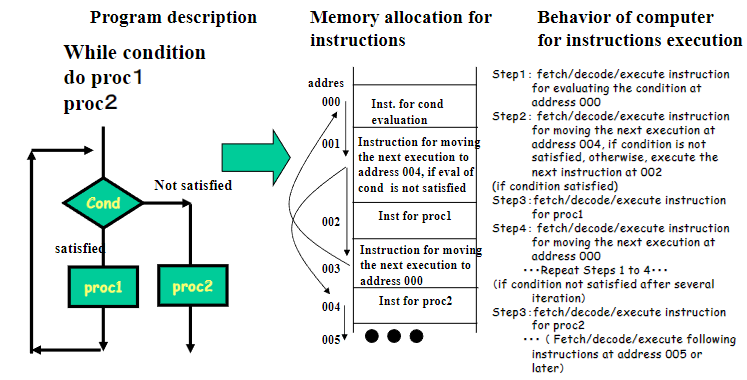 Program description
While condition
do proc1
proc2
Not satisfied
Cond
satisfied
proc1
proc2
Memory allocation for
instructions
addres
000
Inst. for cond
evaluation
001
Instruction for moving
the next execution to
address 004, if eval of
cond is not satisfied
002
Inst for proc1
003
Instruction for moving
the next execution to
address 000
004
Inst for proc2
005
Behavior of computer
for instructions execution
Step1: fetch/decode/execute instruction
for evaluating the condition at
address 000
Step2: fetch/decode/execute instruction
for moving the next execution at
address 004, if condition is not
satisfied, otherwise, execute the
next instruction at 002
(if condition satisfied)
Step3:fetch/decode/execute instruction
for proc1
Step4: fetch/decode/execute instruction
for moving the next execution at
address 000
・・・Repeat Steps 1 to 4・・・
(if condition not satisfied after several
iteration)
Step3:fetch/decode/execute instruction
for proc2
・・・ ( Fetch/decode/execute following
instructions at address 005 or
later)